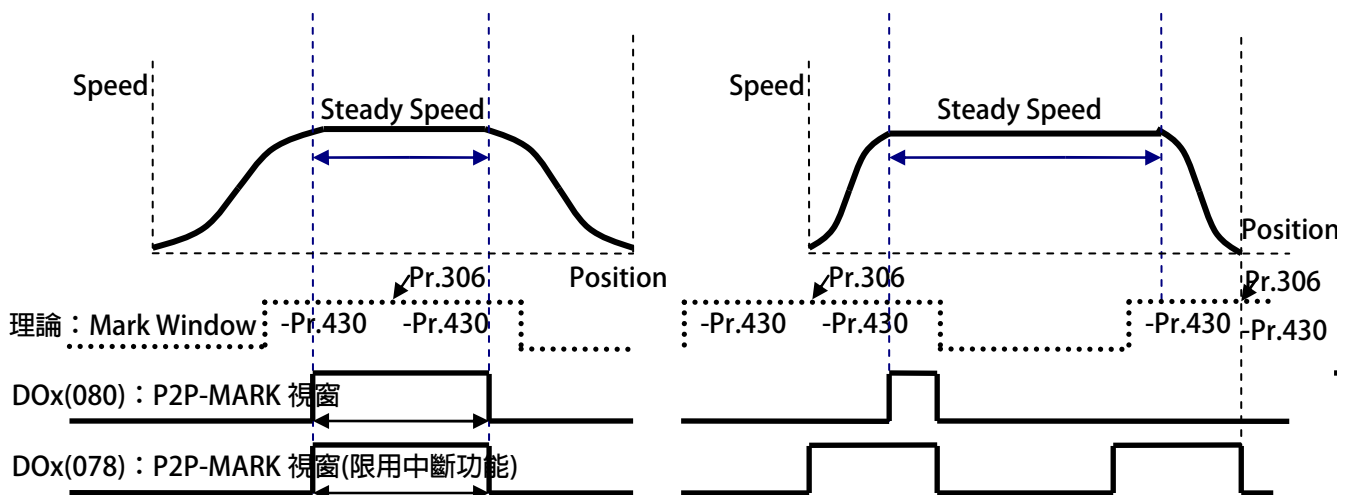 Speed
Steady Speed
Position
Pr.306
Speed
Steady Speed
Position
Pr.306
Pr.306
理論：Mark Window
-Pr.430
-Pr.430
-Pr.430
-Pr.430
-Pr.430
-Pr.430
DOx(080)：P2P-MARK 視窗
DOx(078)：P2P-MARK 視窗(限用中斷功能)